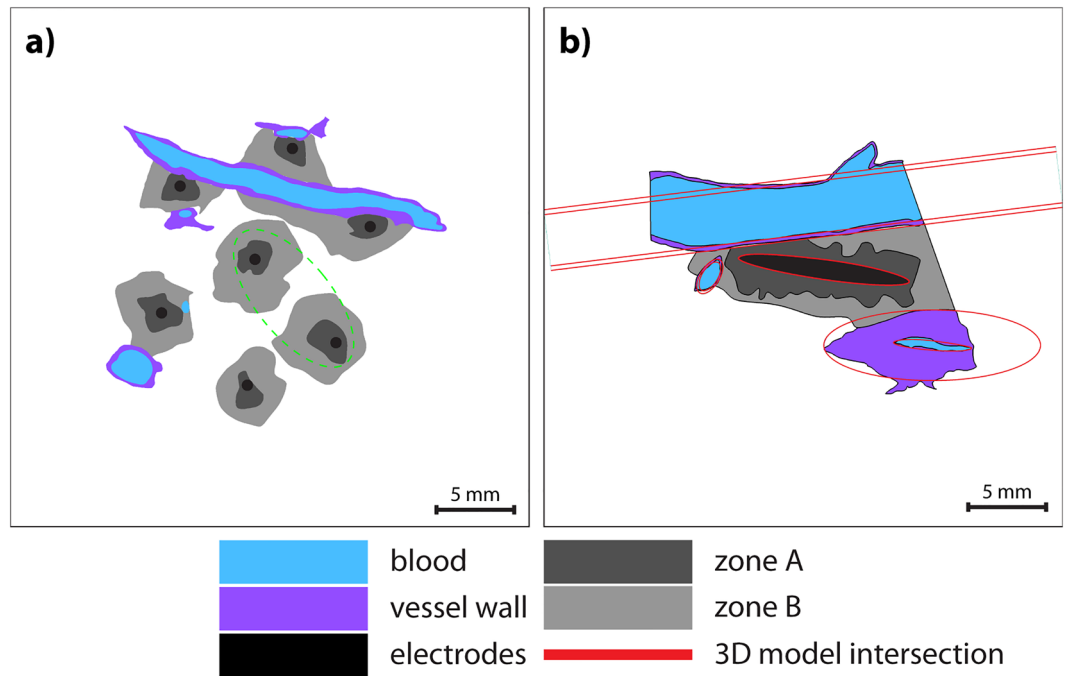 a)
b)
5 mm
5 mm
blood
zone A
vessel wall
zone B
electrodes
3D model intersection